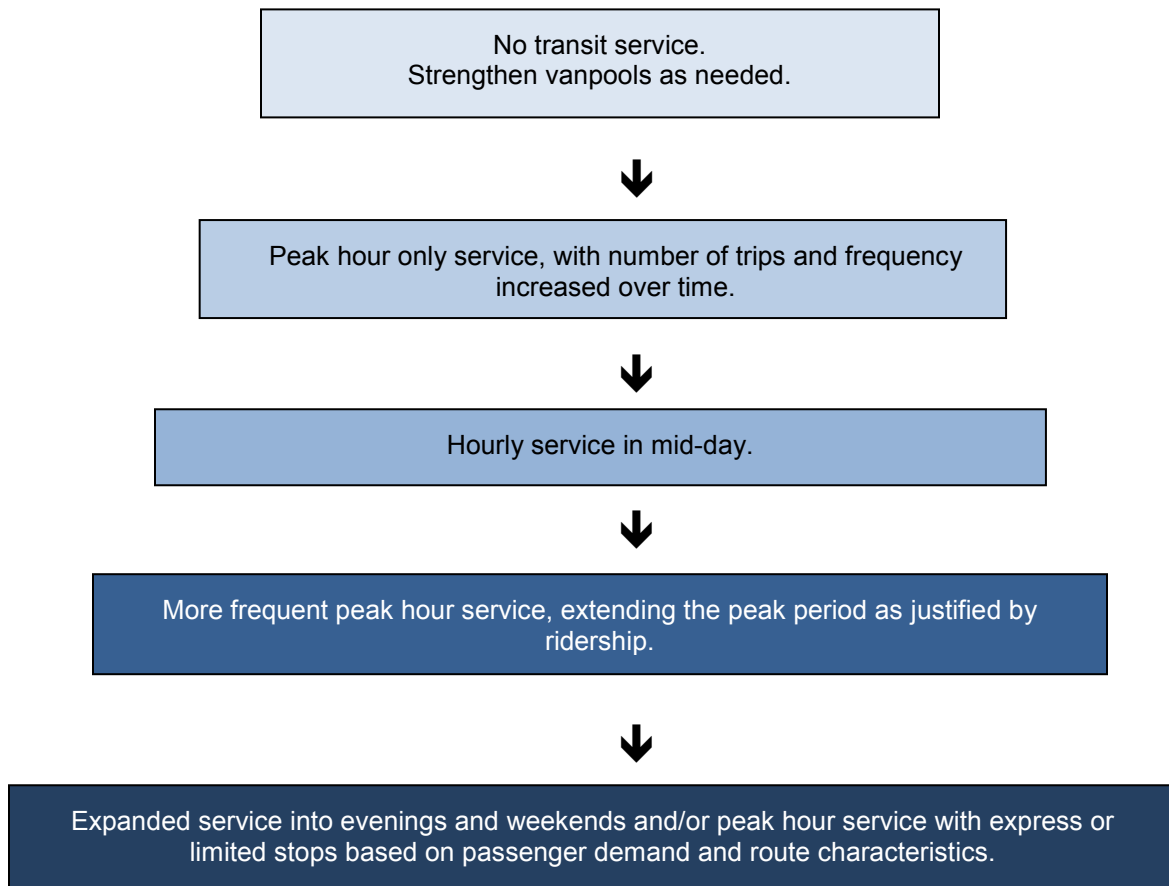 No transit service.
Strengthen vanpools as needed.
Peak hour only service, with number of trips and frequency
increased over time.
Hourly service in mid-day.
More frequent peak hour service, extending the peak period as justified by
ridership.
Expanded service into evenings and weekends and/or peak hour service with express or
limited stops based on passenger demand and route characteristics.